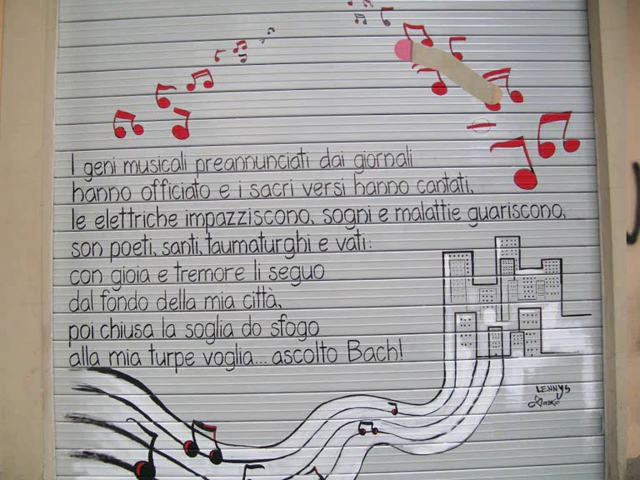 I geni musicali preannunciati dai giornali
hanno officiato e i sacri versi hanno cantati,
le elettriche impazziscono, sogni e malattie guariscono,
son poeti, santi, taumaturghi e vati:
con gioia e tremore li seguo
dal fondo della mia città,
poi chiusa la soglia do sfogo
alla mia turpe voglia... ascolto Bach!
LENNYS